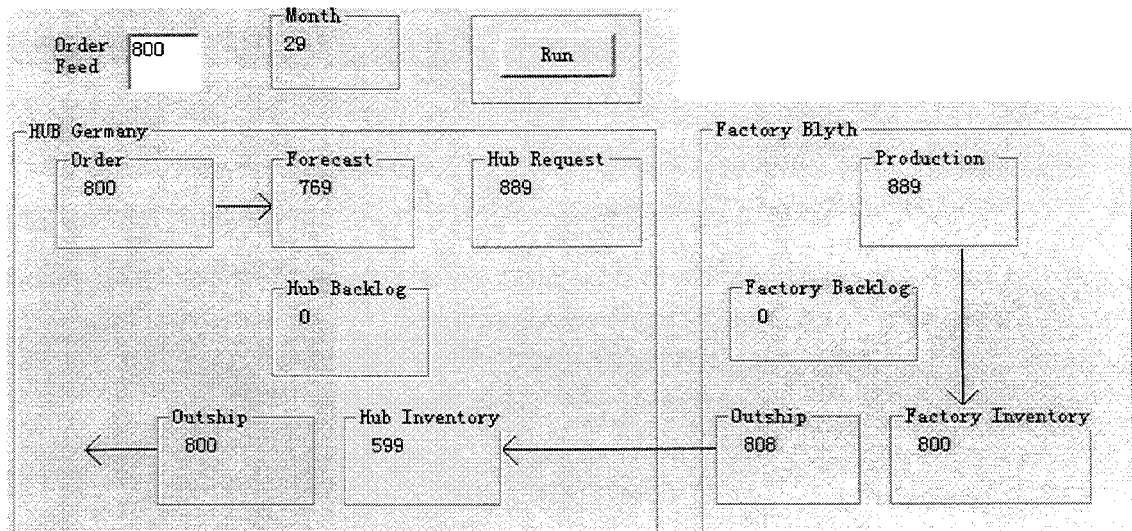 Month
Order Feed
800
29
Run
HUB Germany
Factory Blyth
Order
Forecast
Hub Request
Production
800
769
889
889
Hub Backlog
Factory Backlog
0
0
Outship
Hub Inventory
Outship
Factory Inventory
800
599
808
800